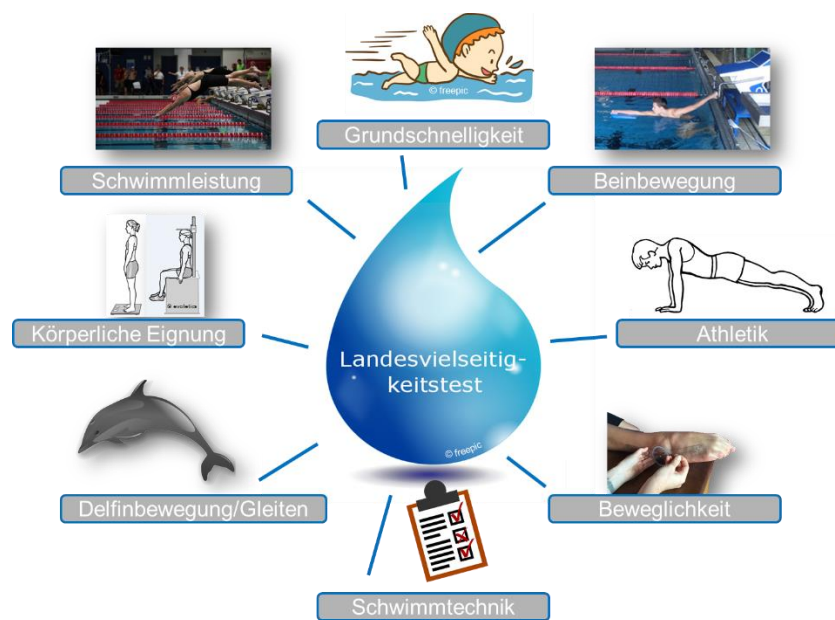 © freepic
Grundschnelligkeit
Schwimmleistung
Beinbewegung
Körperliche Eignung
Athletik
Landesvielseitig-
keitstest
© freepic
Delfinbewegung/Gleiten
Beweglichkeit
Schwimmtechnik